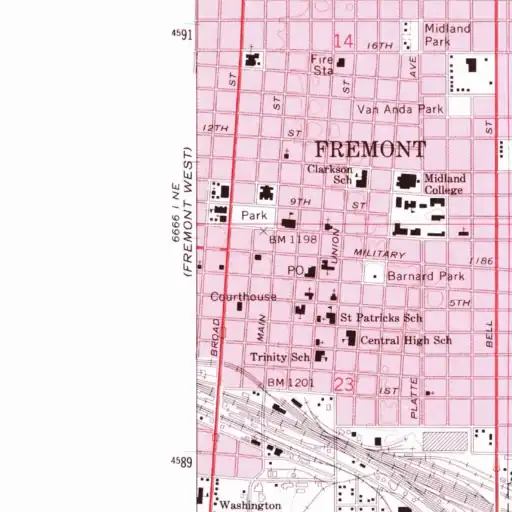 4591
Midland
Park
14
16TH
Fire
Sta
AVE
ST
ST
ST
Van Anda Park
12TH
ST
ST
FREMONT
Clarkson
Sch
Midland
College
6666 I NE
(FREMONT WEST)
9TH
ST
Park
BM 1198
UNION
MILITARY
1186
PO
Barnard Park
Courthouse
5TH
St Patricks Sch
BROAD
MAIN
BELL
Central High Sch
Trinity Sch
BM 1201
23
1ST
PLATTE
4589
Washington